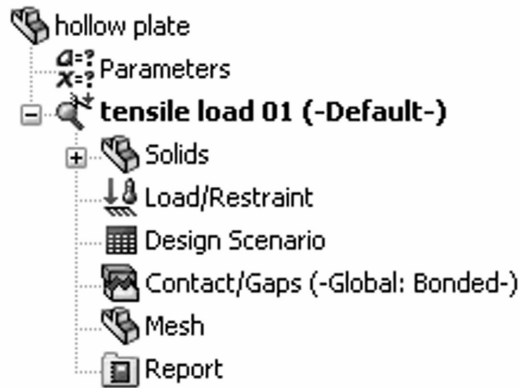 hollow plate
a=?
x=?
Parameters
tensile load 01 (-Default-)
Solids
Load/Restraint
Design Scenario
Contact/Gaps (-Global: Bonded-)
Mesh
Report